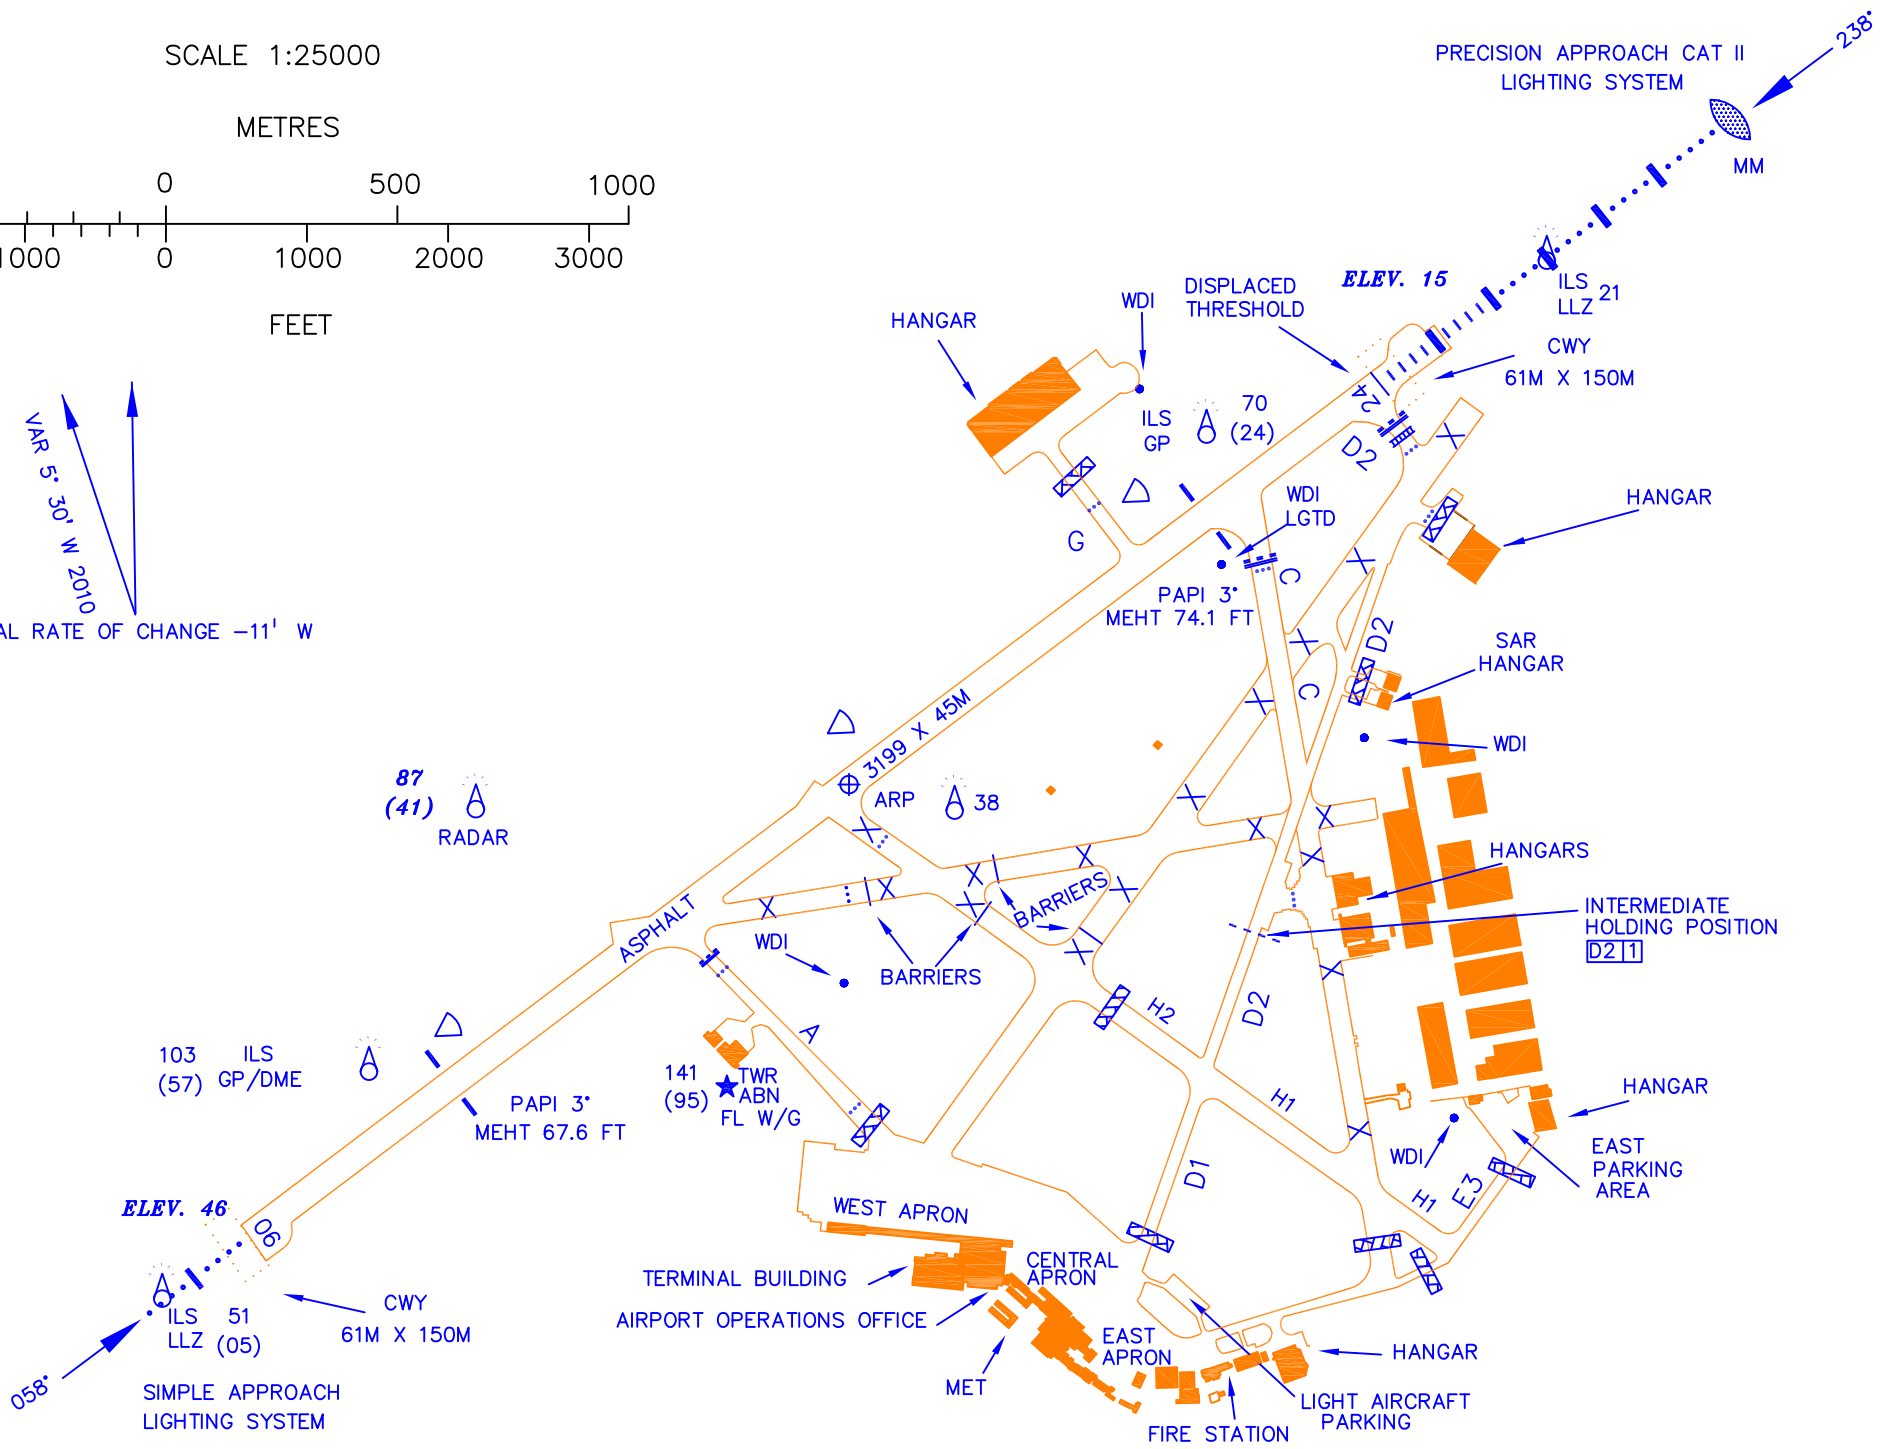 SCALE 1:25000
METRES
0 500 1000
1000 0 1000 2000 3000
FEET
VAR 5° 30' W 2010
AL RATE OF CHANGE -11' W
PRECISION APPROACH CAT II
LIGHTING SYSTEM
238°
MM
ILS
LLZ 21
ELEV. 15
DISPLACED
THRESHOLD
CWY
61M X 150M
24
WDI
HANGAR
ILS
GP
70
(24)
D2
WDI
LGTD
HANGAR
G
C
PAPI 3°
MEHT 74.1 FT
D2
SAR
HANGAR
C
WDI
3199 X 45M
ARP
38
87
(41)
RADAR
HANGARS
BARRIERS
INTERMEDIATE
HOLDING POSITION
D2 1
ASPHALT
WDI
BARRIERS
D2
H2
A
103
(57)
ILS
GP/DME
141
(95)
TWR
ABN
FL W/G
PAPI 3°
MEHT 67.6 FT
H1
HANGAR
WDI
EAST
PARKING
AREA
D1
H1
E3
ELEV. 46
06
WEST APRON
CENTRAL
APRON
TERMINAL BUILDING
AIRPORT OPERATIONS OFFICE
ILS
LLZ
51
(05)
CWY
61M X 150M
EAST
APRON
HANGAR
MET
058°
SIMPLE APPROACH
LIGHTING SYSTEM
LIGHT AIRCRAFT
PARKING
FIRE STATION